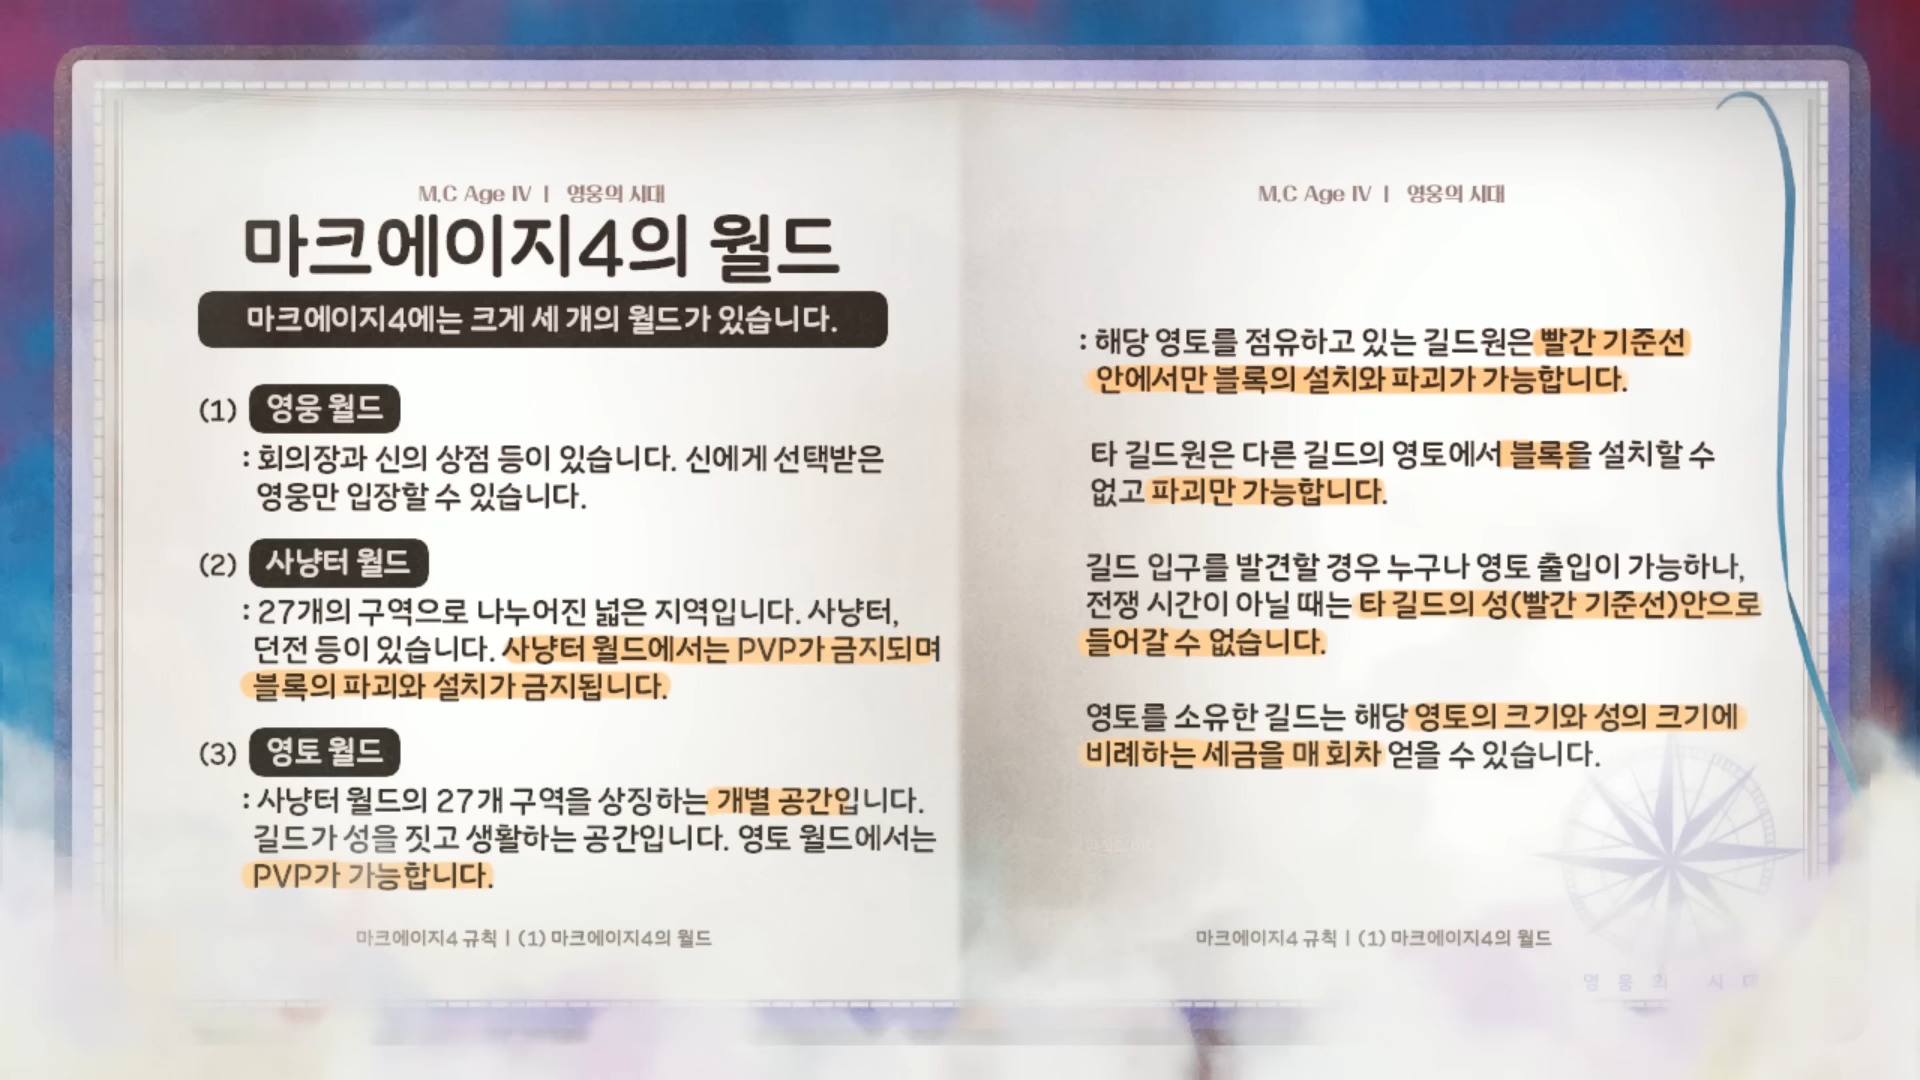 M.C Age IV | 영웅의 시대
마크에이지4의 월드
마크에이지4에는 크게 세 개의 월드가 있습니다.
(1) 영웅 월드
: 회의장과 신의 상점 등이 있습니다. 신에게 선택받은
영웅만 입장할 수 있습니다.
(2) 사냥터 월드
: 27개의 구역으로 나누어진 넓은 지역입니다. 사냥터,
던전 등이 있습니다. 사냥터 월드에서는 PVP가 금지되며
블록의 파괴와 설치가 금지됩니다.
(3) 영토 월드
: 사냥터 월드의 27개 구역을 상징하는 개별 공간입니다.
길드가 성을 짓고 생활하는 공간입니다. 영토 월드에서는
PVP가 가능합니다.
마크에이지4 규칙 | (1) 마크에이지4의 월드
M.C Age IV | 영웅의 시대
: 해당 영토를 점유하고 있는 길드원은 빨간 기준선
안에서만 블록의 설치와 파괴가 가능합니다.
타 길드원은 다른 길드의 영토에서 블록을 설치할 수
없고 파괴만 가능합니다.
길드 입구를 발견할 경우 누구나 영토 출입이 가능하나,
전쟁 시간이 아닐 때는 타 길드의 성(빨간 기준선)안으로
들어갈 수 없습니다.
영토를 소유한 길드는 해당 영토의 크기와 성의 크기에
비례하는 세금을 매 회차 얻을 수 있습니다.
마크에이지4 규칙 | (1) 마크에이지4의 월드
영웅의 시대